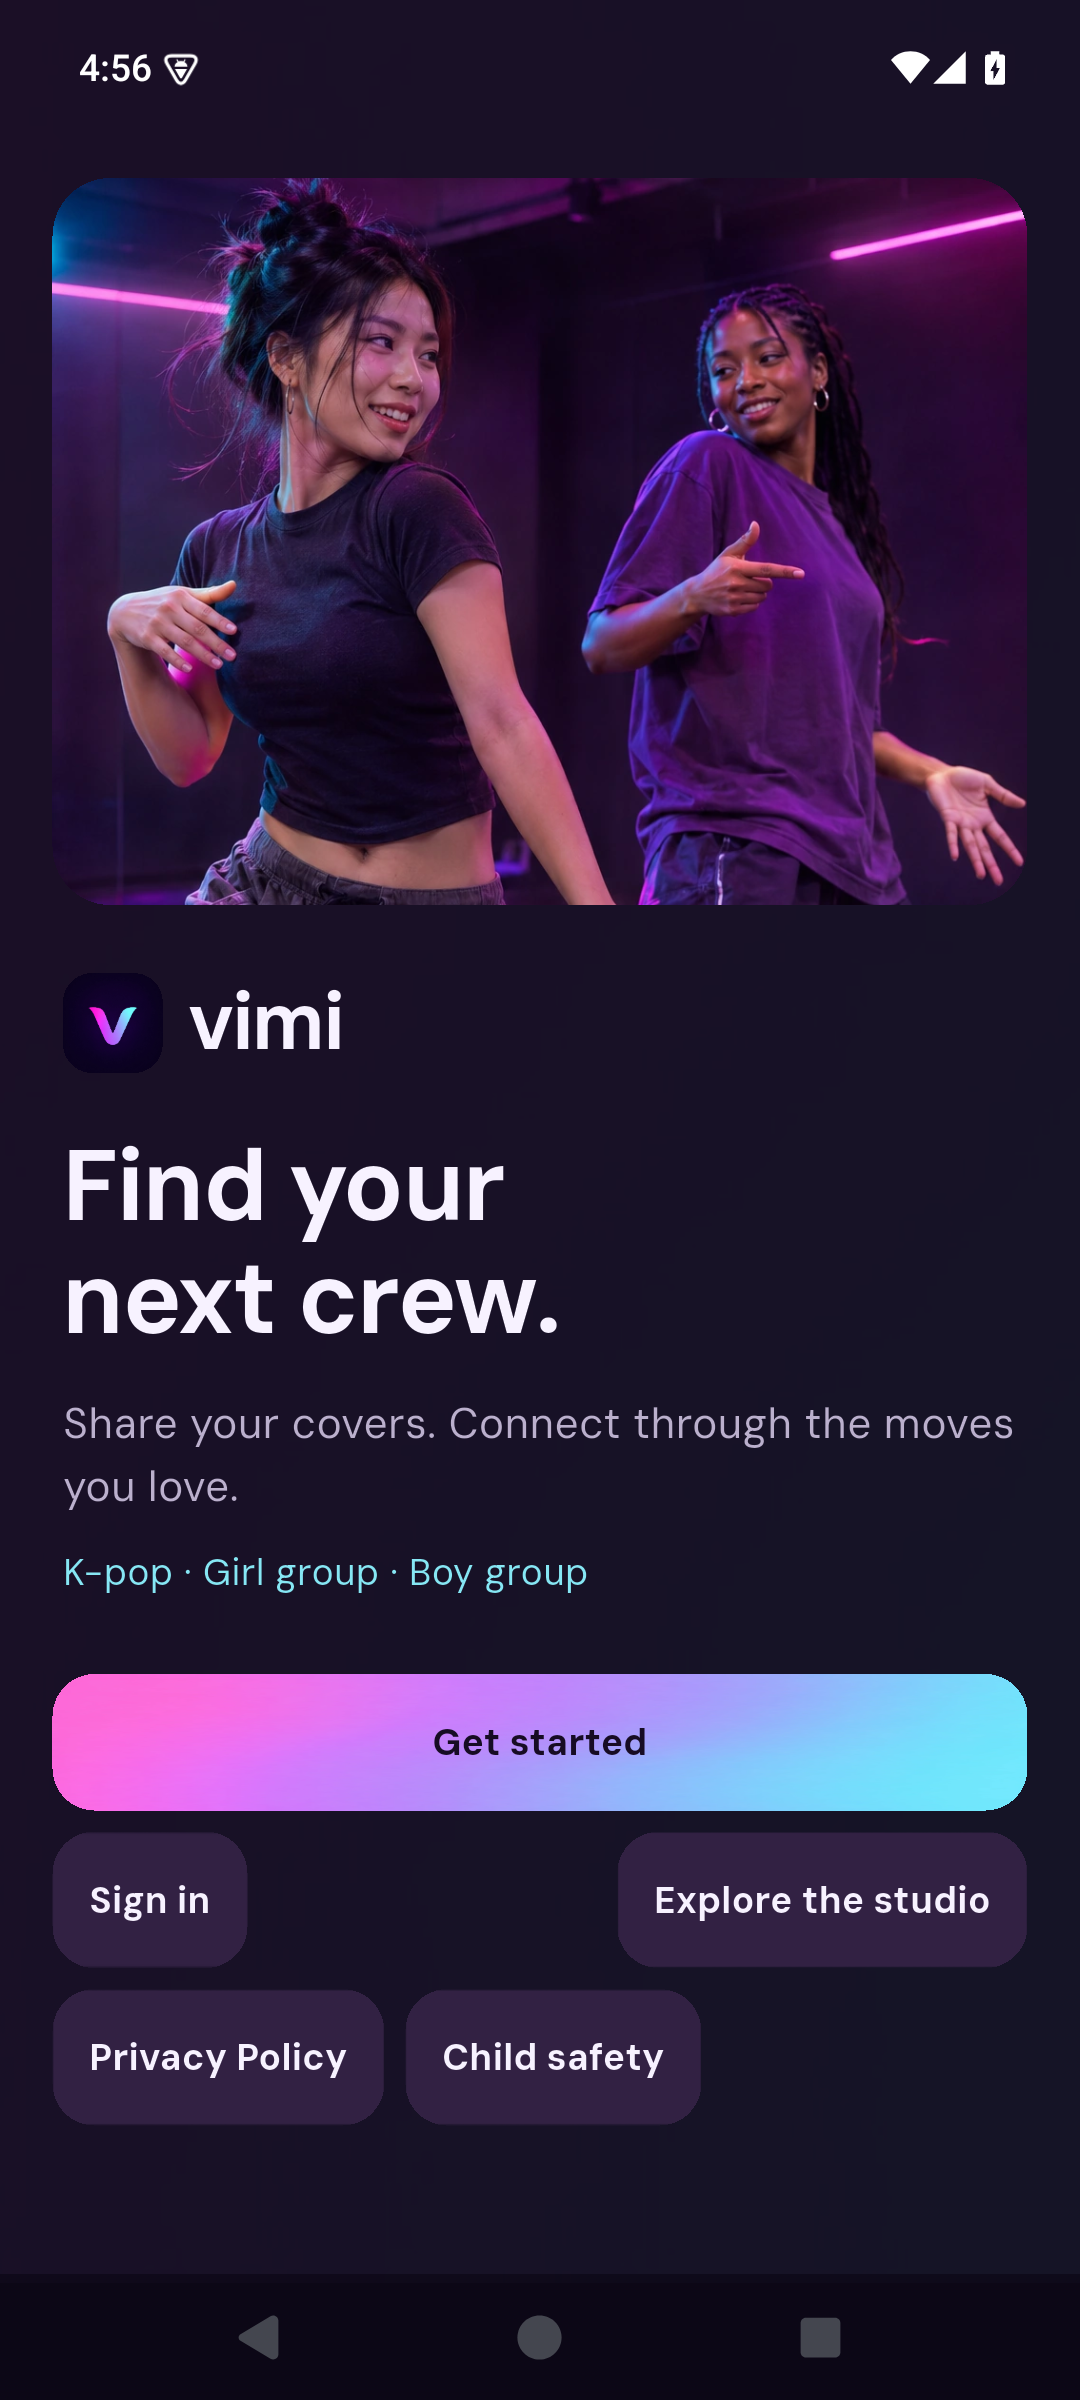 4:56
vimi
Find your
next crew.
Share your covers. Connect through the moves
you love.
K-pop · Girl group · Boy group
Get started
Sign in
Explore the studio
Privacy Policy
Child safety